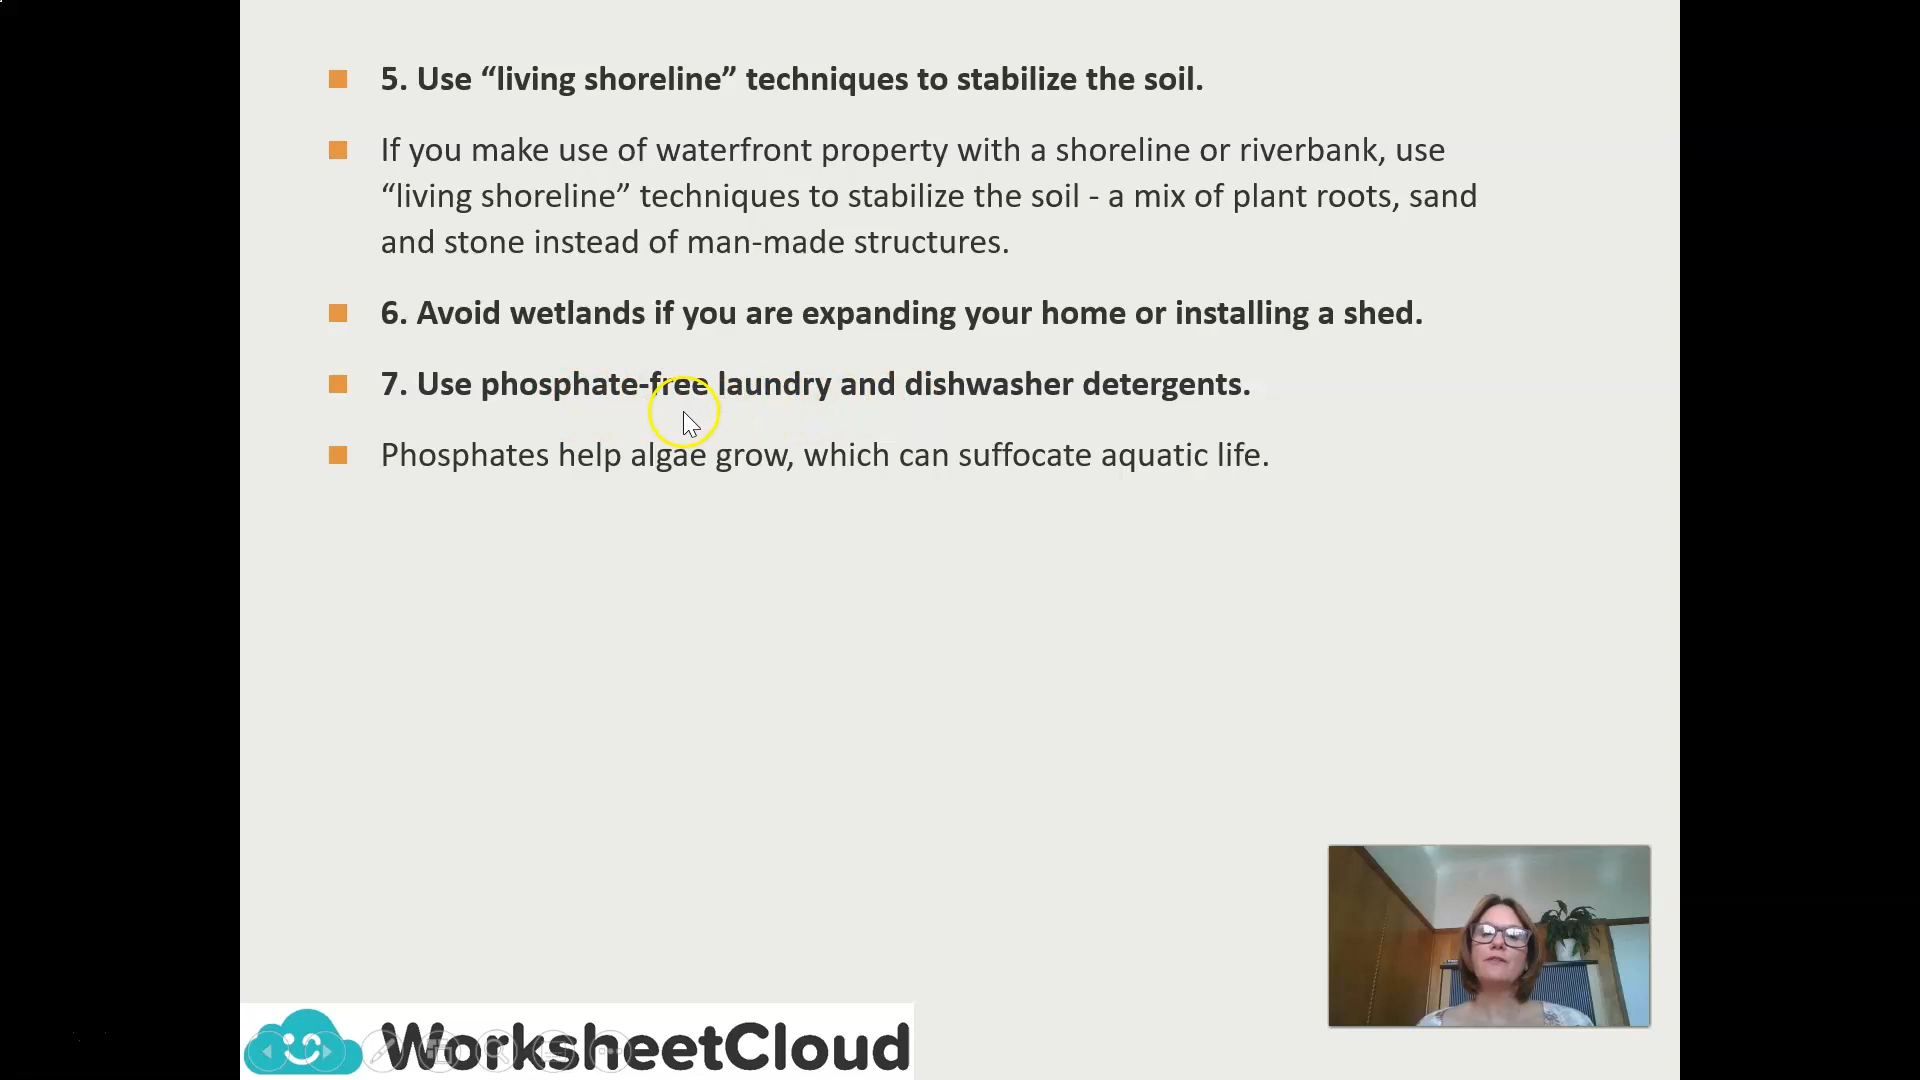 5. Use “living shoreline” techniques to stabilize the soil.
If you make use of waterfront property with a shoreline or riverbank, use
“living shoreline” techniques to stabilize the soil - a mix of plant roots, sand
and stone instead of man-made structures.
6. Avoid wetlands if you are expanding your home or installing a shed.
7. Use phosphate-free laundry and dishwasher detergents.
Phosphates help algae grow, which can suffocate aquatic life.
WorksheetCloud